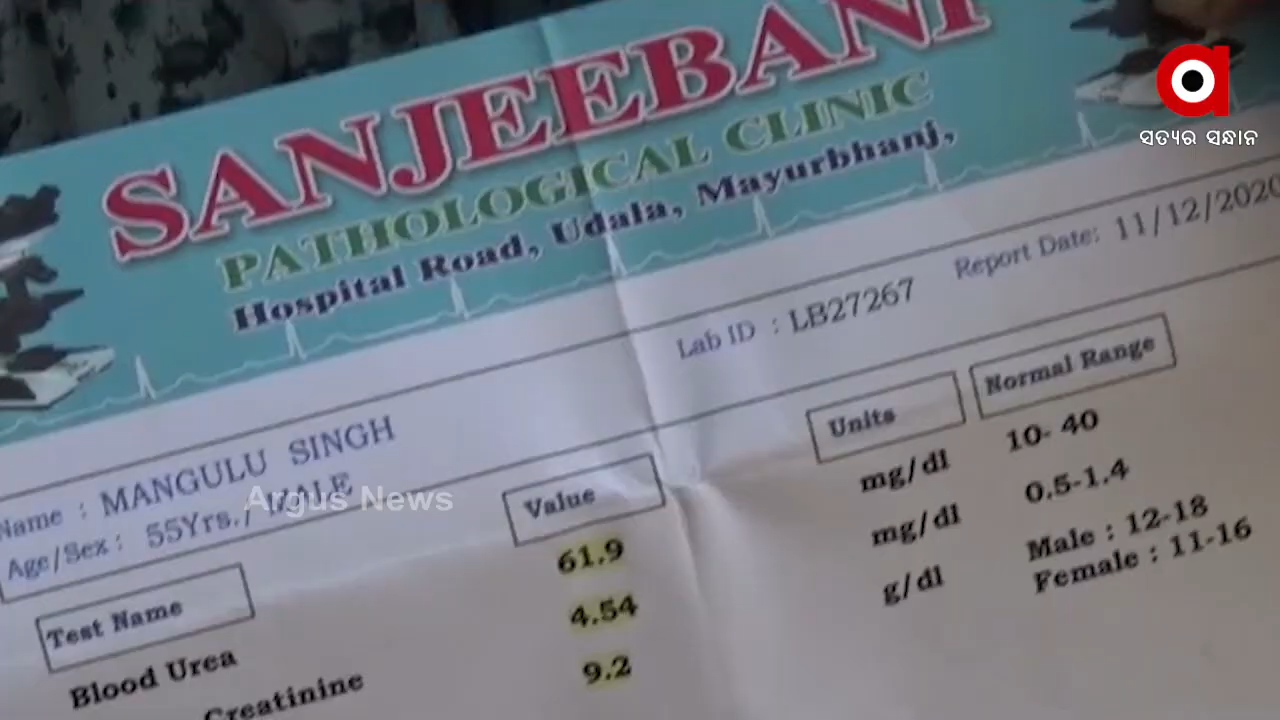 SANJEEBANI
PATHOLOGICAL CLINIC
Hospital Road, Udala, Mayurbhanj,
ସତ୍ୟର ସନ୍ଧାନ
Lab ID : LB27267 Report Date: 11/12/2020
Name : MANGULU SINGH
Age/Sex : 55Yrs./ MALE
Argus News
Test Name Value Units Normal Range
Blood Urea 61.9 mg/dl 10- 40
Creatinine 4.54 mg/dl 0.5-1.4
9.2 g/dl Male : 12-18
Female : 11-16